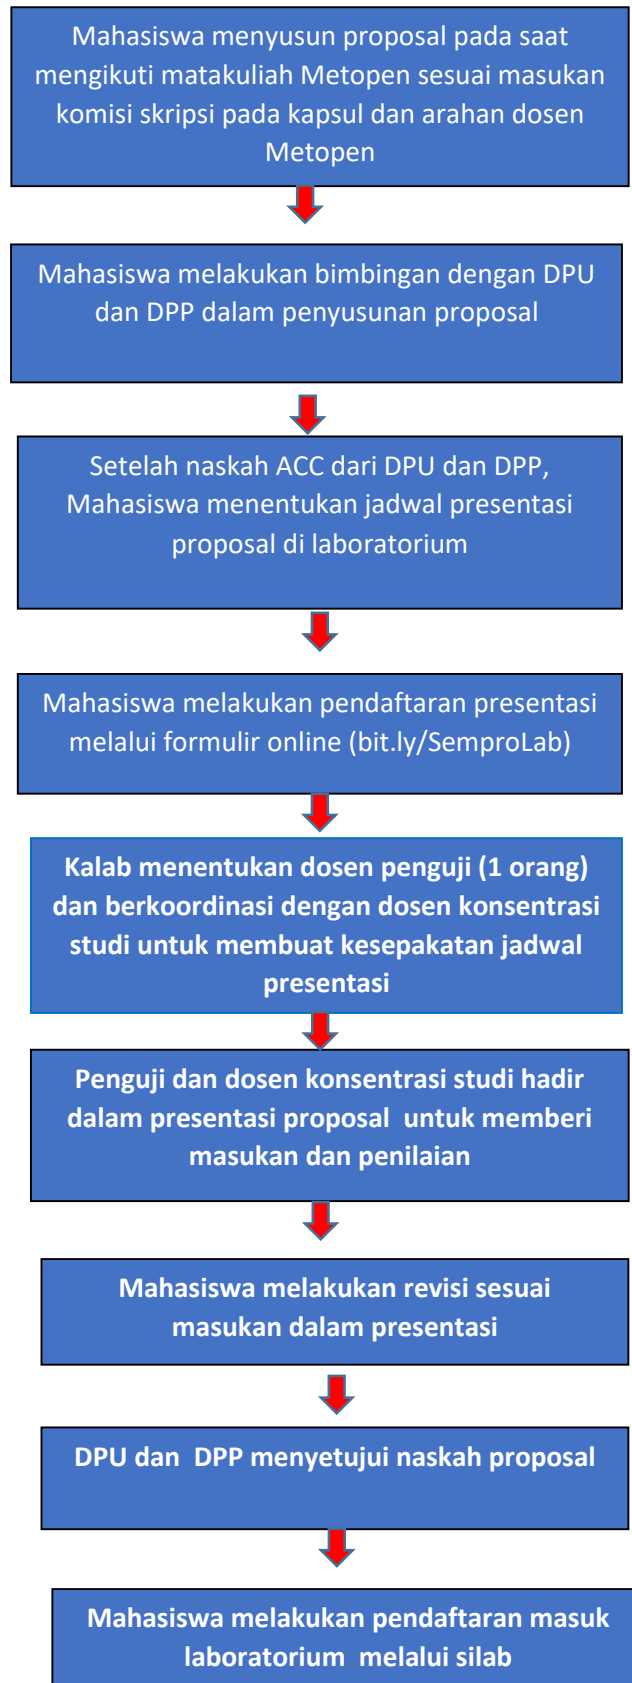 Mahasiswa menyusun proposal pada saat
mengikuti matakuliah Metopen sesuai masukan
komisi skripsi pada kapsul dan arahan dosen
Metopen
Mahasiswa melakukan bimbingan dengan DPU
dan DPP dalam penyusunan proposal
Setelah naskah ACC dari DPU dan DPP,
Mahasiswa menentukan jadwal presentasi
proposal di laboratorium
Mahasiswa melakukan pendaftaran presentasi
melalui formulir online (bit.ly/SemproLab)
Kalab menentukan dosen penguji (1 orang)
dan berkoordinasi dengan dosen konsentrasi
studi untuk membuat kesepakatan jadwal
presentasi
Penguji dan dosen konsentrasi studi hadir
dalam presentasi proposal untuk memberi
masukan dan penilaian
Mahasiswa melakukan revisi sesuai
masukan dalam presentasi
DPU dan DPP menyetujui naskah proposal
Mahasiswa melakukan pendaftaran masuk
laboratorium melalui silab